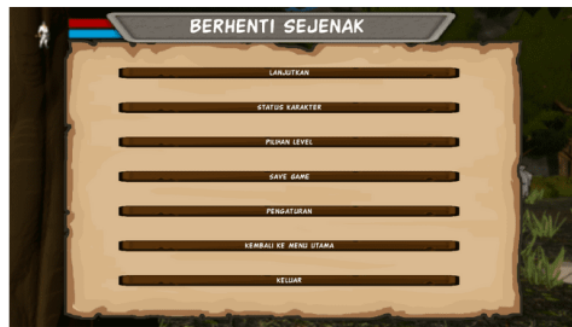 BERHENTI SEJENAK
LANJUTKAN
STATUS KARAKTER
PILIHAN LEVEL
SAVE GAME
PENGATURAN
KEMBALI KE MENU UTAMA
KELUAR